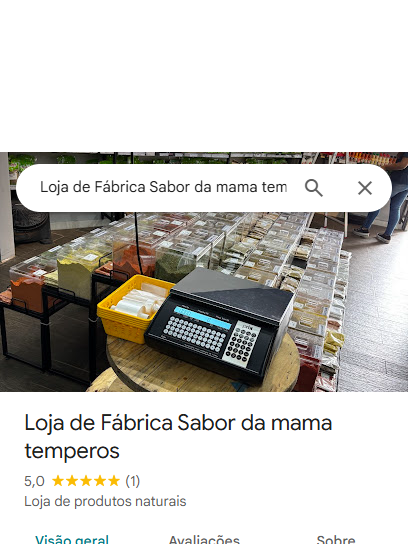 Loja de Fábrica Sabor da mama tem
Loja de Fábrica Sabor da mama
temperos
5,0 ★★★★★ (1)
Loja de produtos naturais
Visão geral Avaliações Sobre